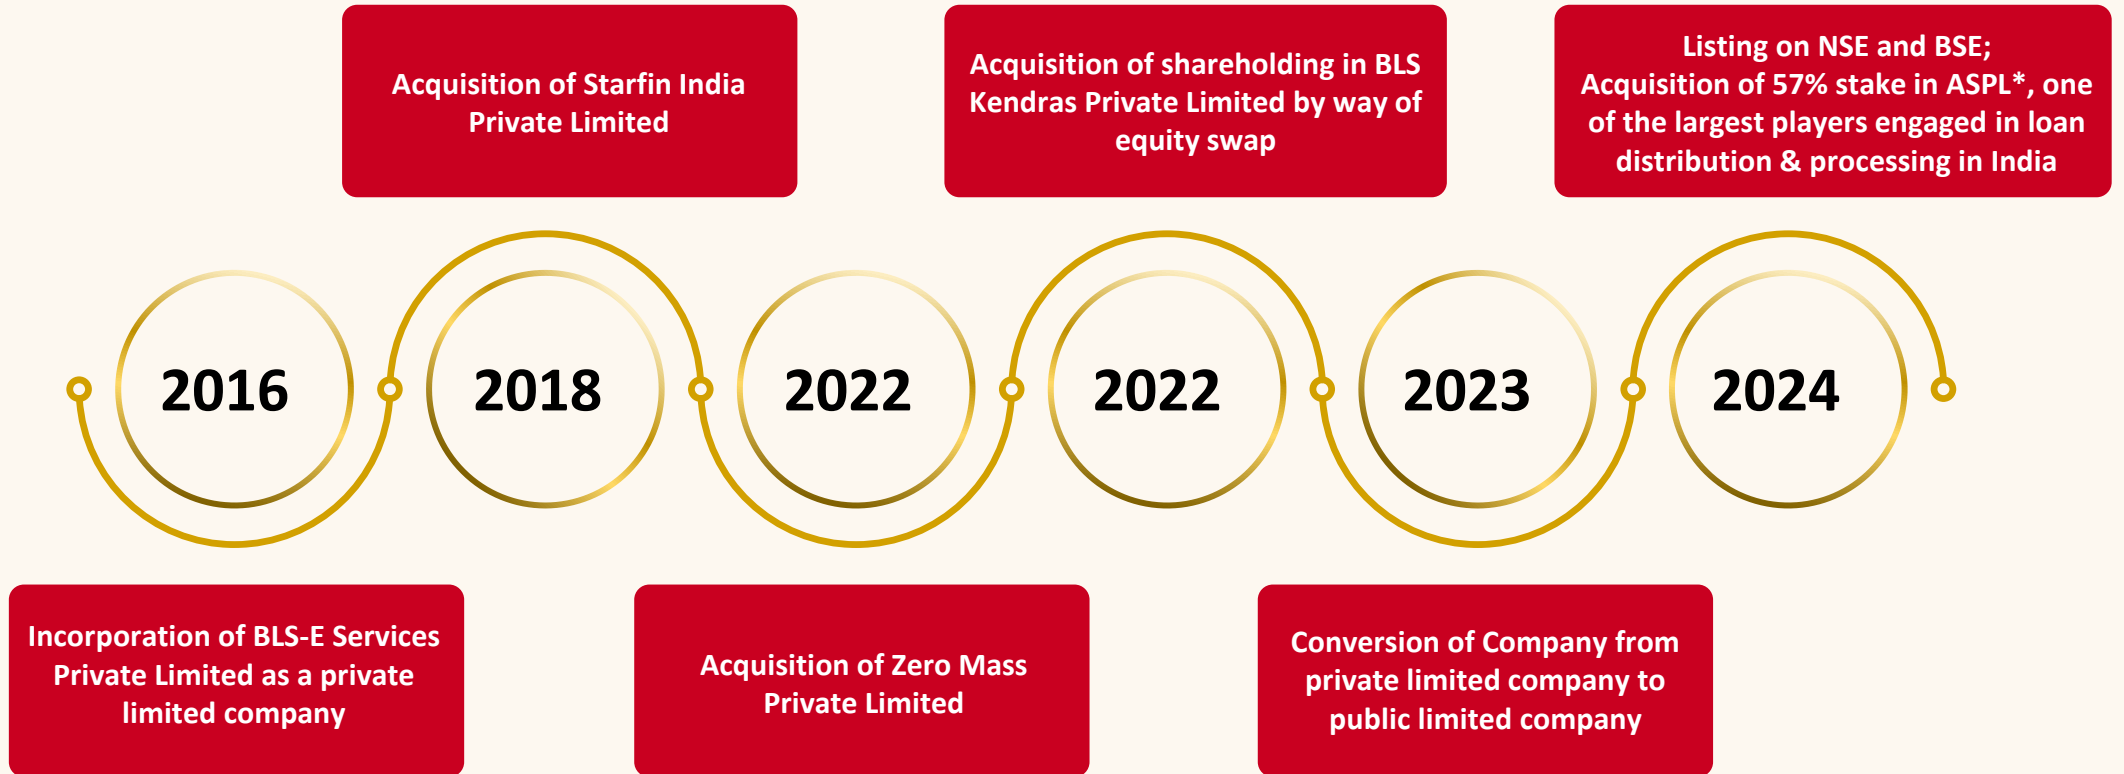 Acquisition of Starfin India
Private Limited
Acquisition of shareholding in BLS
Kendras Private Limited by way of
equity swap
Listing on NSE and BSE;
Acquisition of 57% stake in ASPL*, one
of the largest players engaged in loan
distribution & processing in India
2016
2018
2022
2022
2023
2024
Incorporation of BLS-E Services
Private Limited as a private
limited company
Acquisition of Zero Mass
Private Limited
Conversion of Company from
private limited company to
public limited company